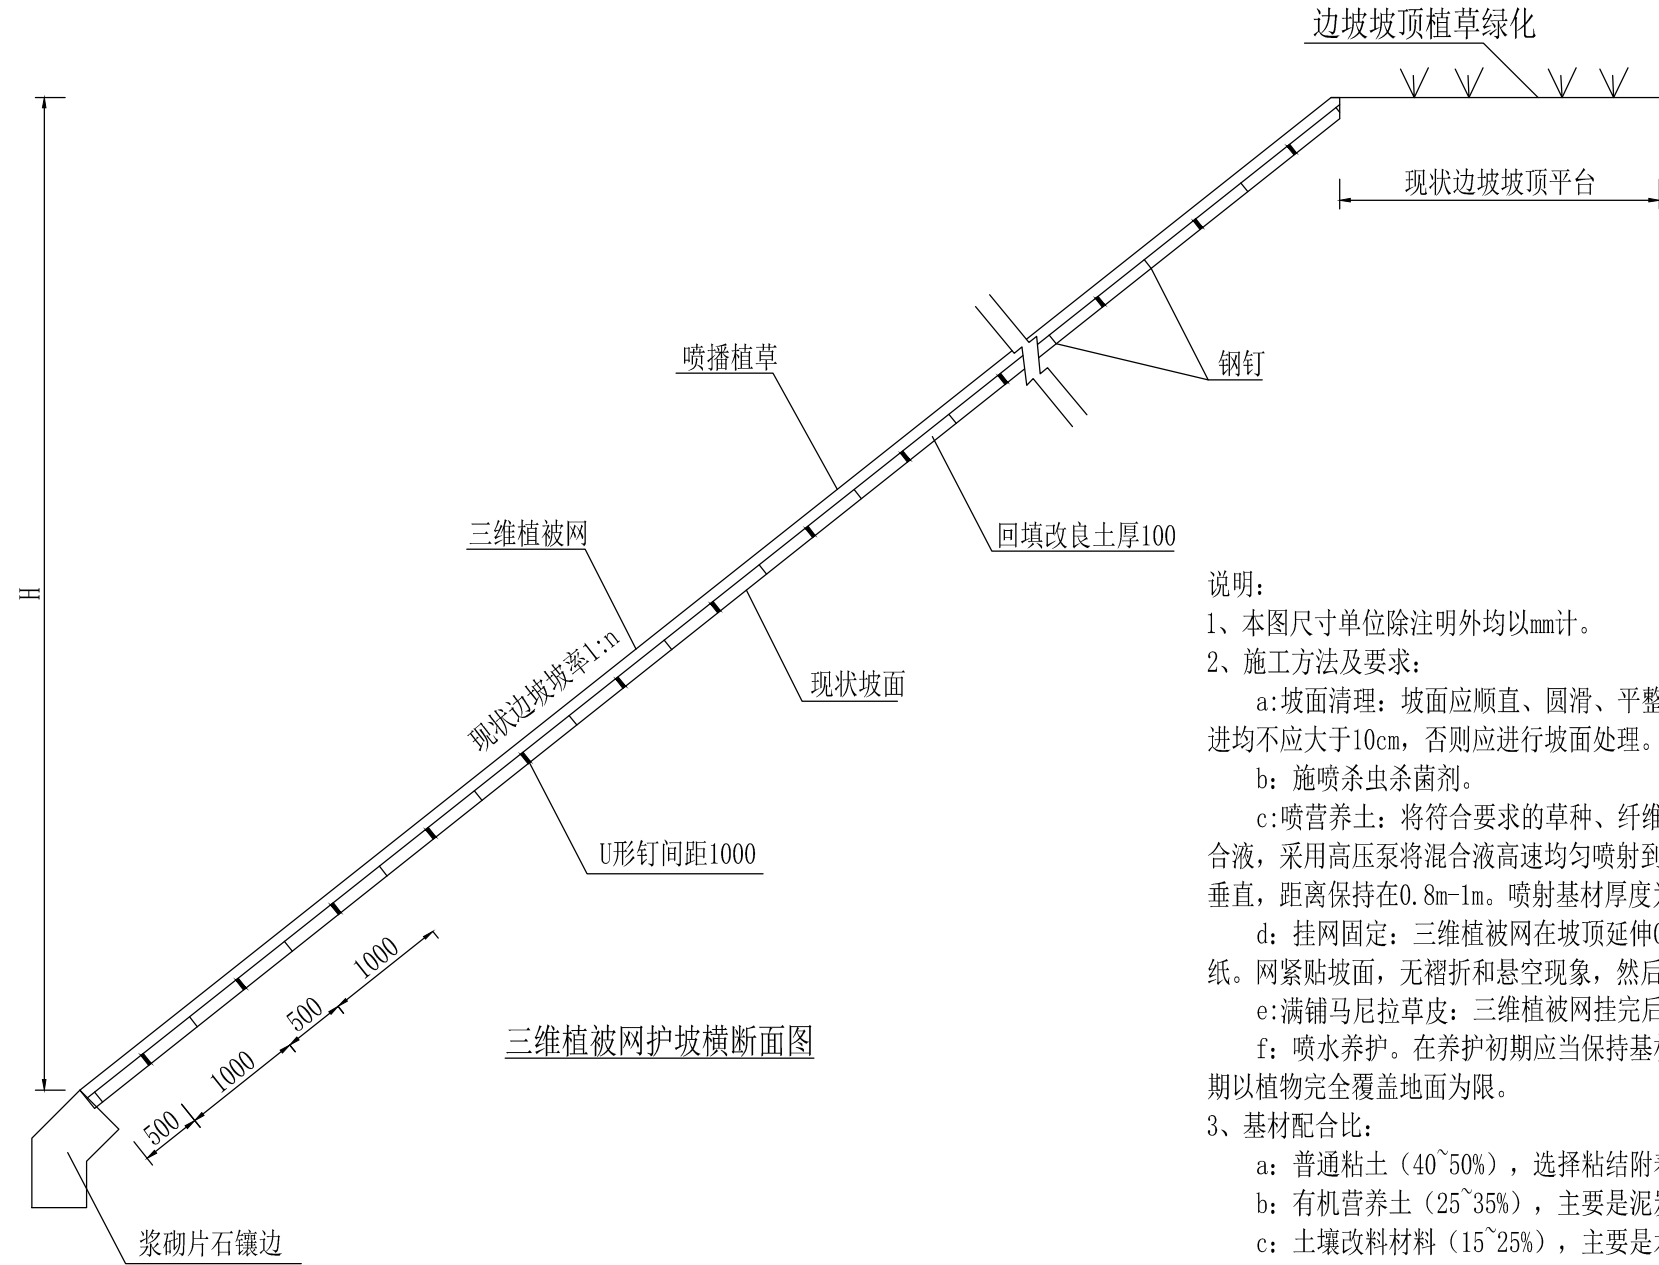 边坡坡顶植草绿化
现状边坡坡顶平台
钢钉
喷播植草
三维植被网
回填改良土厚100
现状坡面
现状边坡坡率1:n
U形钉间距1000
H
1000
500
1000
500
三维植被网护坡横断面图
浆砌片石镶边
说明:
1、本图尺寸单位除注明外均以mm计。
2、施工方法及要求:
a:坡面清理: 坡面应顺直、圆滑、平整
进均不应大于10cm, 否则应进行坡面处理。
b: 施喷杀虫杀菌剂。
c:喷营养土: 将符合要求的草种、纤维
合液, 采用高压泵将混合液高速均匀喷射到
垂直, 距离保持在0.8m-1m。喷射基材厚度
d: 挂网固定: 三维植被网在坡顶延伸
纸。网紧贴坡面, 无褶折和悬空现象, 然后
e:满铺马尼拉草皮: 三维植被网挂完后
f: 喷水养护。在养护初期应当保持基
期以植物完全覆盖地面为限。
3、基材配合比:
a: 普通粘土 (40~50%) , 选择粘结附
b: 有机营养土 (25~35%) , 主要是泥
c: 土壤改料材料 (15~25%) , 主要是